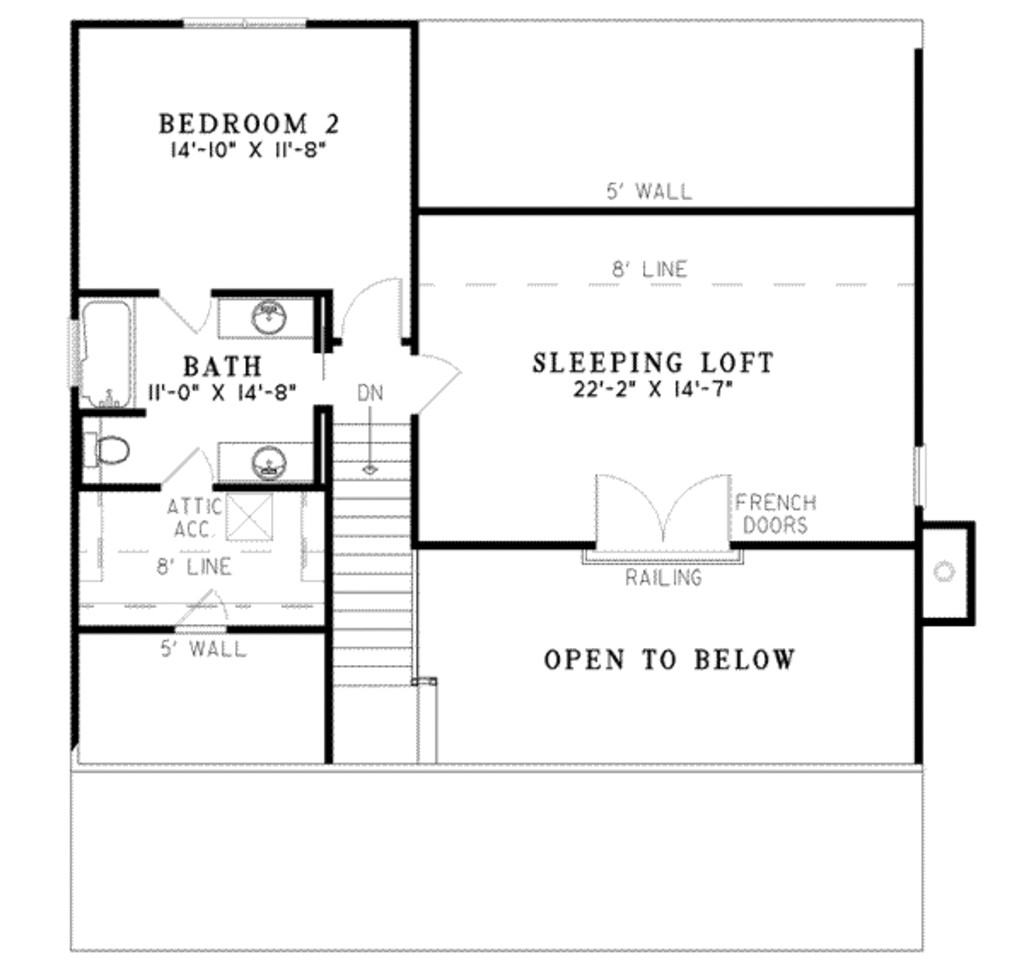 BEDROOM 2
14'-10" X 11'-8"
5' WALL
8' LINE
SLEEPING LOFT
22'-2" X 14'-7"
BATH
11'-0" X 14'-8"
DN
ATTIC
ACC.
8' LINE
FRENCH
DOORS
RAILING
5' WALL
OPEN TO BELOW